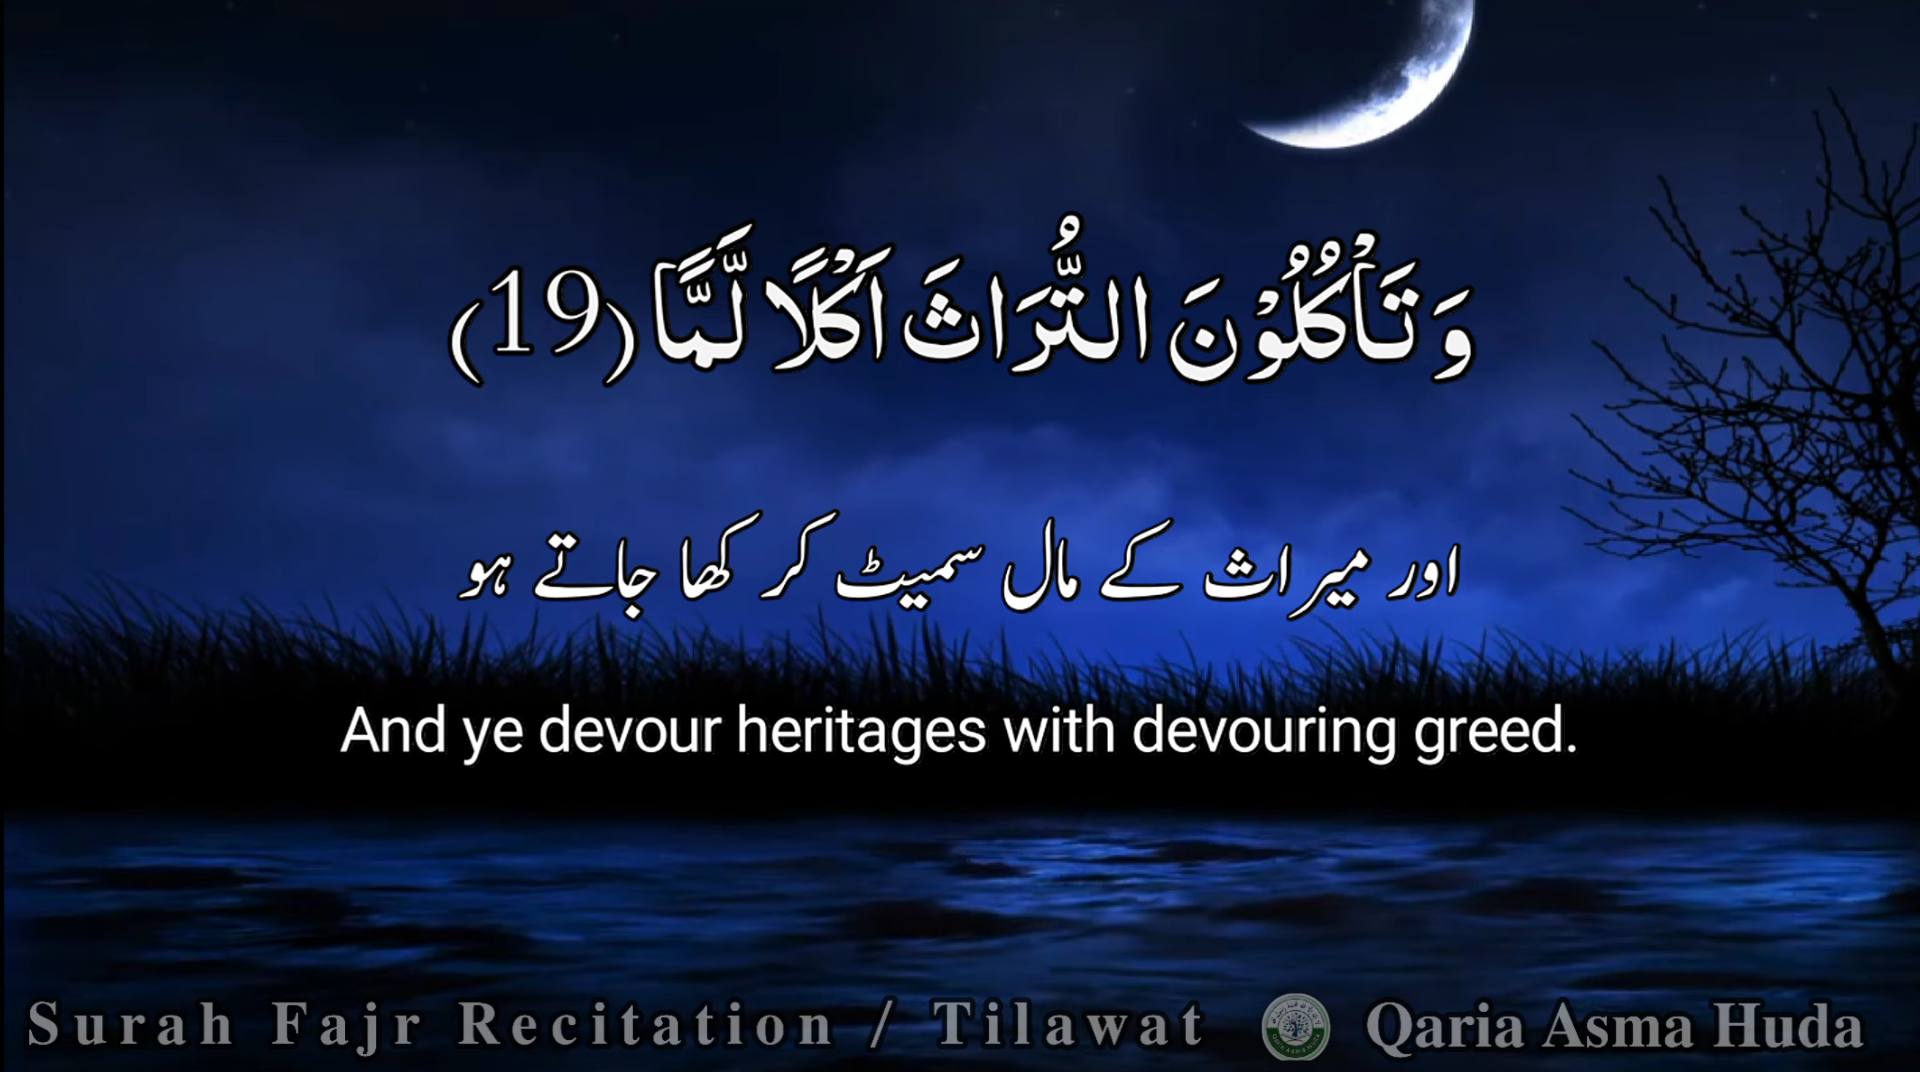 وَتَاْكُلُوْنَ التُّرَاثَ اَكْلًا لَّمًّا (19)
اور میراث کے مال سمیٹ کر کھا جاتے ہو
And ye devour heritages with devouring greed.
Surah Fajr Recitation / Tilawat Qaria Asma Huda